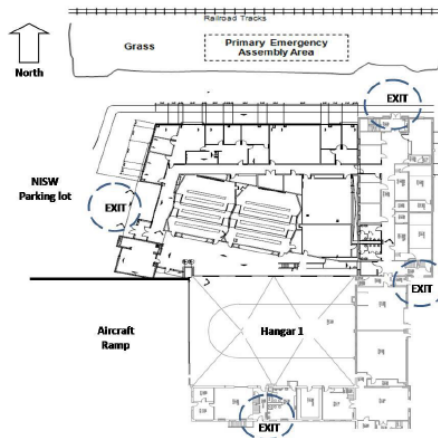 Railroad Tracks
Grass
Primary Emergency
Assembly Area
North
EXIT
NISW
Parking lot
EXIT
EXIT
Aircraft
Ramp
Hangar 1
EXIT